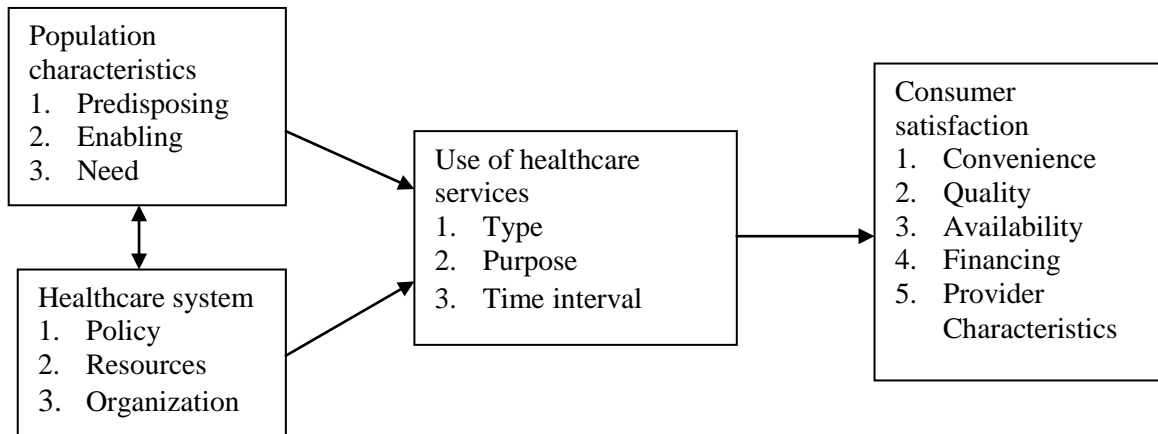 Population
characteristics
1. Predisposing
2. Enabling
3. Need
Healthcare system
1. Policy
2. Resources
3. Organization
Use of healthcare
services
1. Type
2. Purpose
3. Time interval
Consumer
satisfaction
1. Convenience
2. Quality
3. Availability
4. Financing
5. Provider
Characteristics